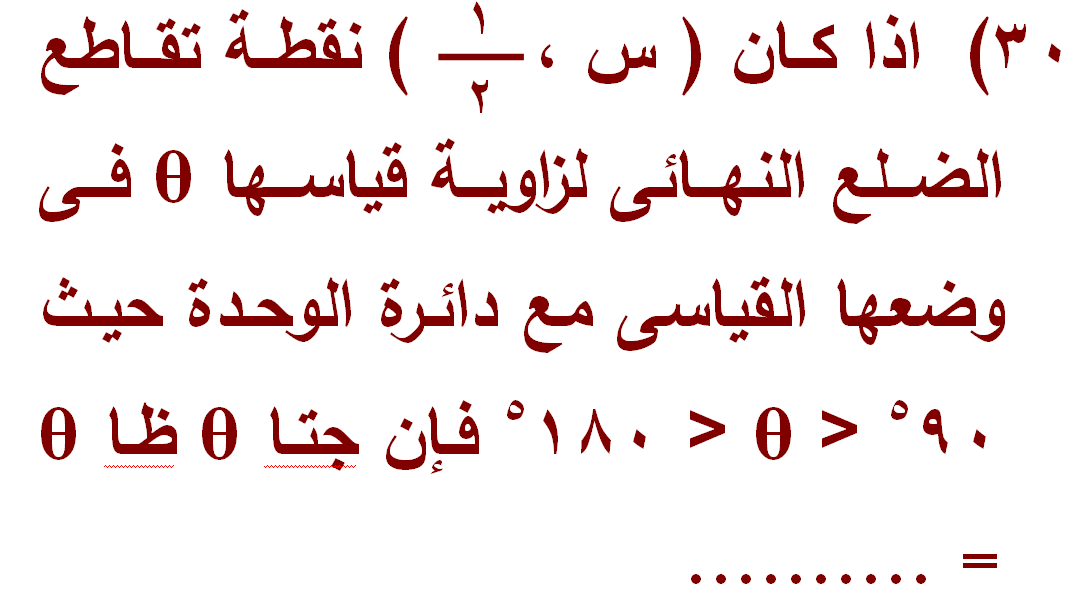 ٣٠) اذا كان ( س ، ١/٢ ) نقطة تقاطع
الضلع النهائى لزاوية قياسها θ فى
وضعها القياسى مع دائرة الوحدة حيث
٩٠° < θ < ١٨٠° فإن جتا θ ظا θ
= ..........